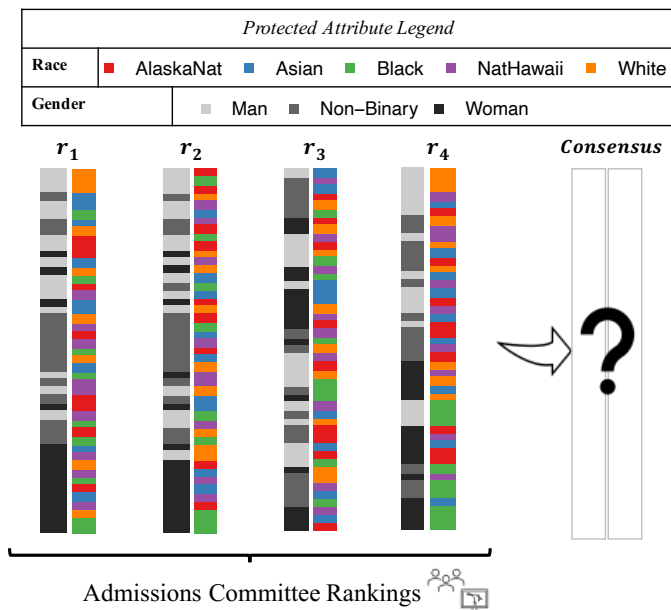 Protected Attribute Legend
Race AlaskaNat Asian Black NatHawaii White
Gender Man Non-Binary Woman
r1 r2 r3 r4 Consensus
?
Admissions Committee Rankings